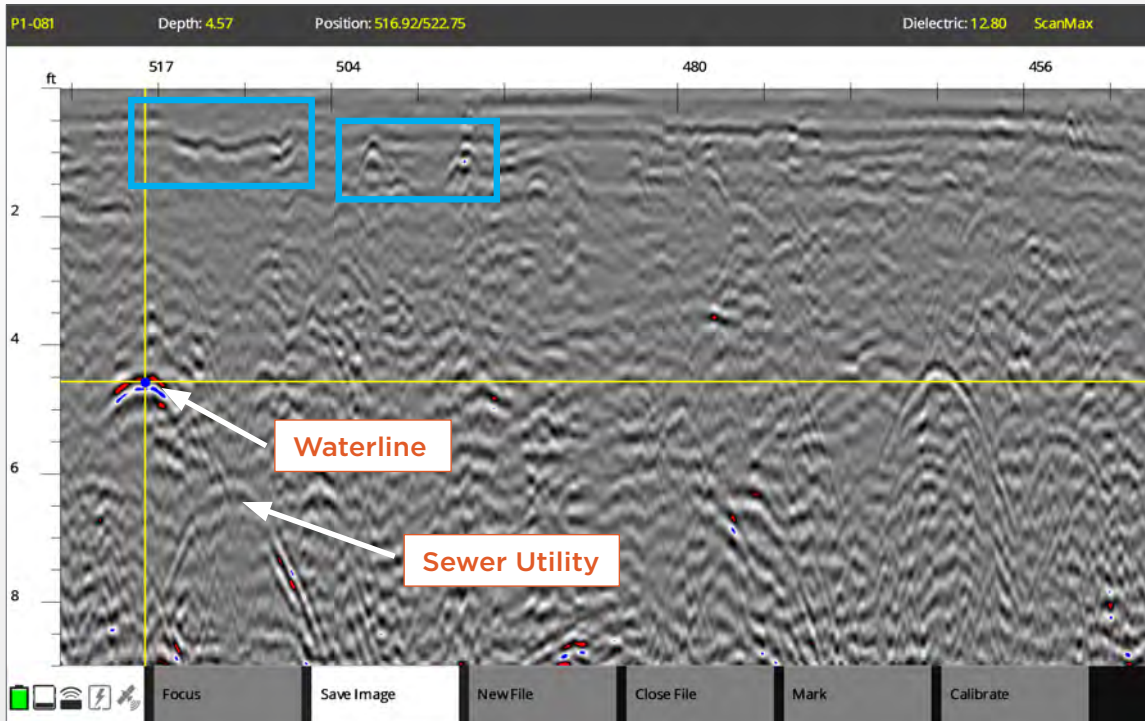 P1-081 Depth: 4.57 Position: 516.92/522.75 Dielectric: 12.80 ScanMax
ft 517 504 480 456
2
4
Waterline
6
Sewer Utility
8
Focus Save Image New File Close File Mark Calibrate